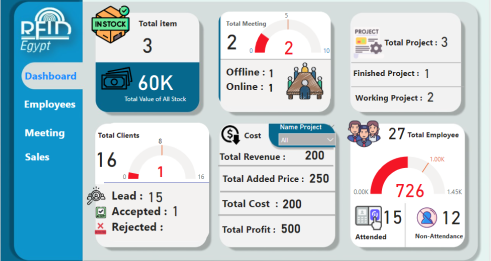 RFID
Egypt
Dashboard
Employees
Meeting
Sales
IN STOCK
Total item
3
60K
Total Value of All Stock
Total Meeting
2
5
0
2
10
Offline : 1
Online : 1
PROJECT
Total Project : 3
Finished Project : 1
Working Project : 2
Total Clients
16
8
0
1
16
Lead : 15
Accepted : 1
Rejected :
Cost
Name Project
All
Total Revenue : 200
Total Added Price : 250
Total Cost : 200
Total Profit : 500
27 Total Employee
1.00K
0.00K
726
1.45K
15
Attended
12
Non-Attendance